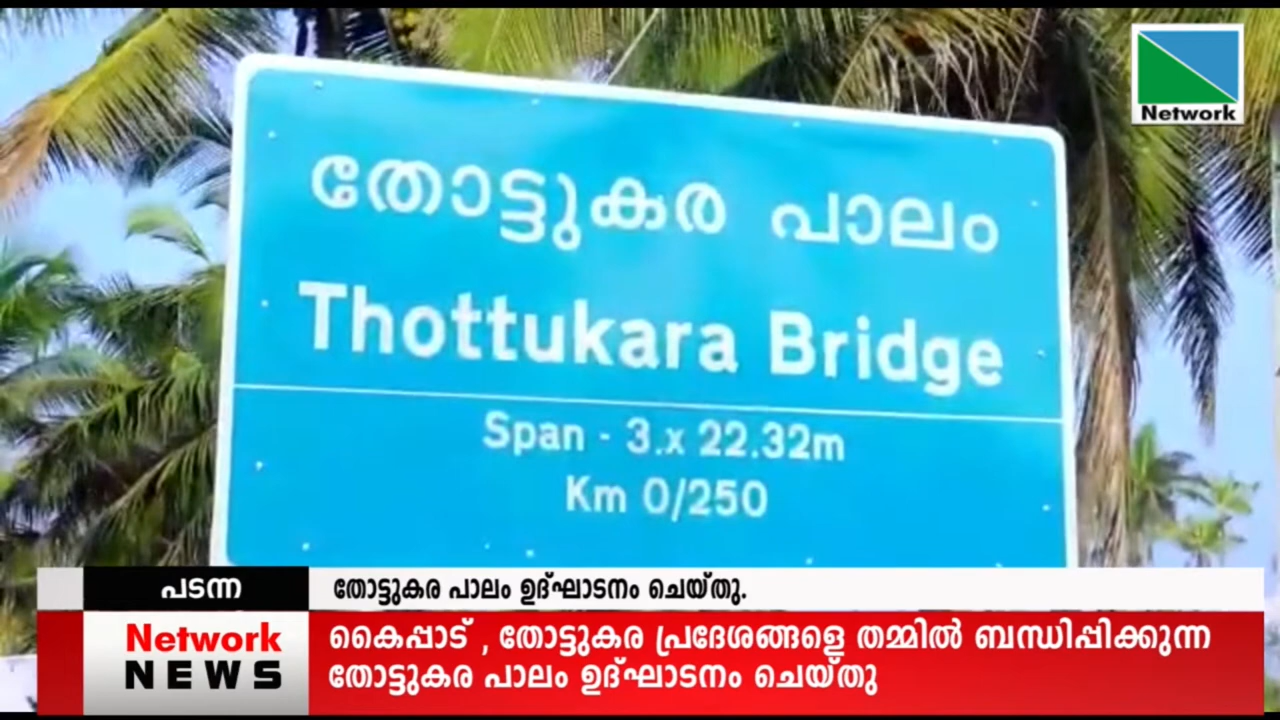 Network
തോട്ടുകര പാലം
Thottukara Bridge
Span - 3.x 22.32m
Km 0/250
പടന്ന
തോട്ടുകര പാലം ഉദ്ഘാടനം ചെയ്തു.
Network
NEWS
കൈപ്പാട് , തോട്ടുകര പ്രദേശങ്ങളെ തമ്മിൽ ബന്ധിപ്പിക്കുന്ന
തോട്ടുകര പാലം ഉദ്ഘാടനം ചെയ്തു